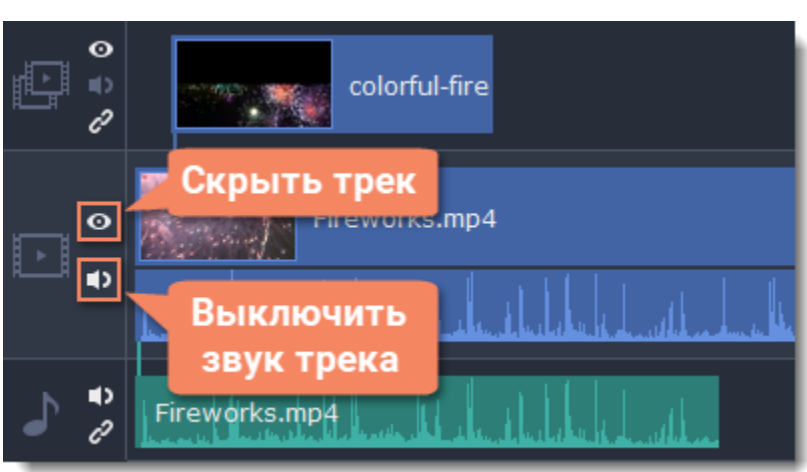 colorful-fire
Скрыть трек
Fireworks.mp4
Выключить
звук трека
Fireworks.mp4